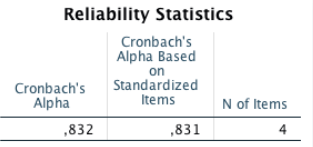 Reliability Statistics
Cronbach's
Alpha
Cronbach's
Alpha Based
on
Standardized
Items
N of Items
,832
,831
4